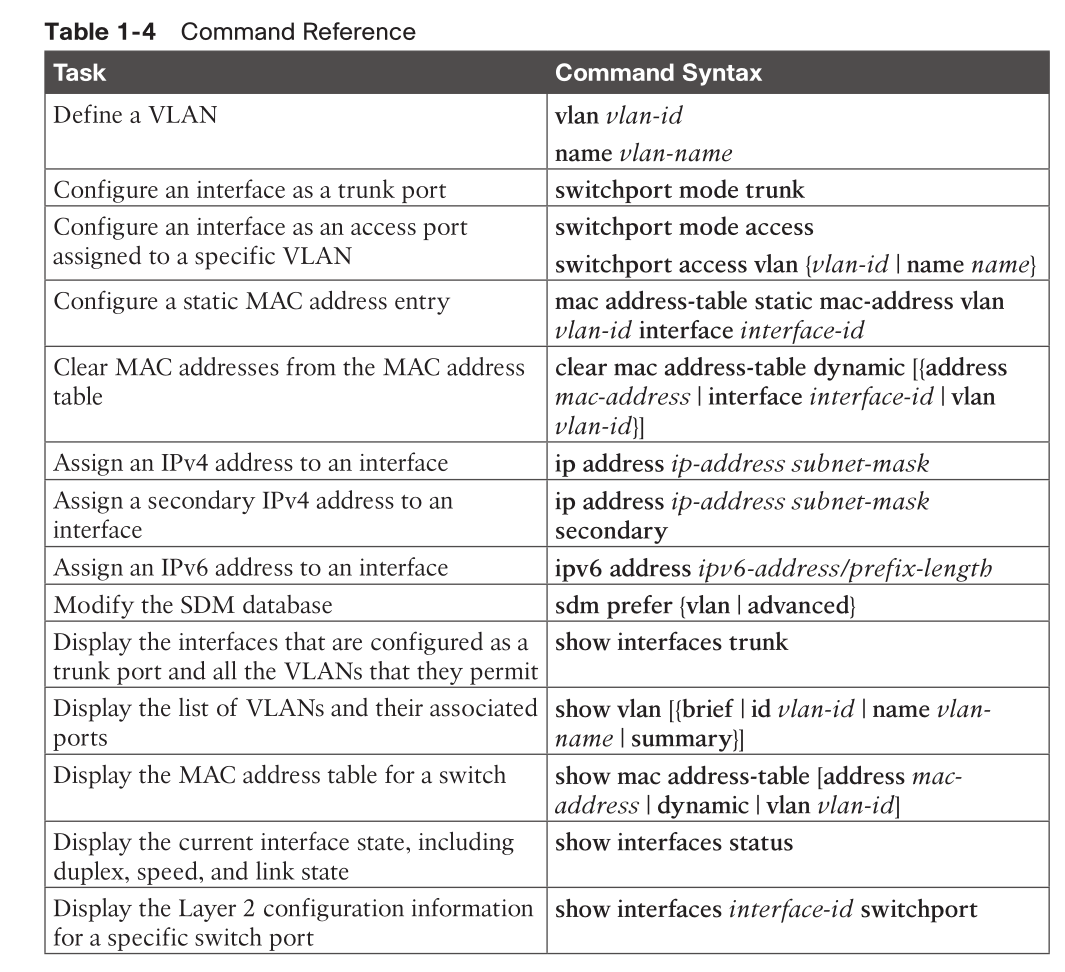 Table 1-4 Command Reference
Task Command Syntax
Define a VLAN vlan vlan-id
name vlan-name
Configure an interface as a trunk port switchport mode trunk
Configure an interface as an access port
assigned to a specific VLAN
switchport mode access
switchport access vlan {vlan-id | name name}
Configure a static MAC address entry
mac address-table static mac-address vlan
vlan-id interface interface-id
Clear MAC addresses from the MAC address
table
clear mac address-table dynamic [{address
mac-address | interface interface-id | vlan
vlan-id}]
Assign an IPv4 address to an interface ip address ip-address subnet-mask
Assign a secondary IPv4 address to an
interface
ip address ip-address subnet-mask
secondary
Assign an IPv6 address to an interface ipv6 address ipv6-address/prefix-length
Modify the SDM database sdm prefer {vlan | advanced}
Display the interfaces that are configured as a
trunk port and all the VLANs that they permit
show interfaces trunk
Display the list of VLANs and their associated
ports
show vlan [{brief | id vlan-id | name vlan-
name | summary}]
Display the MAC address table for a switch
show mac address-table [address mac-
address | dynamic | vlan vlan-id]
Display the current interface state, including
duplex, speed, and link state
show interfaces status
Display the Layer 2 configuration information
for a specific switch port
show interfaces interface-id switchport